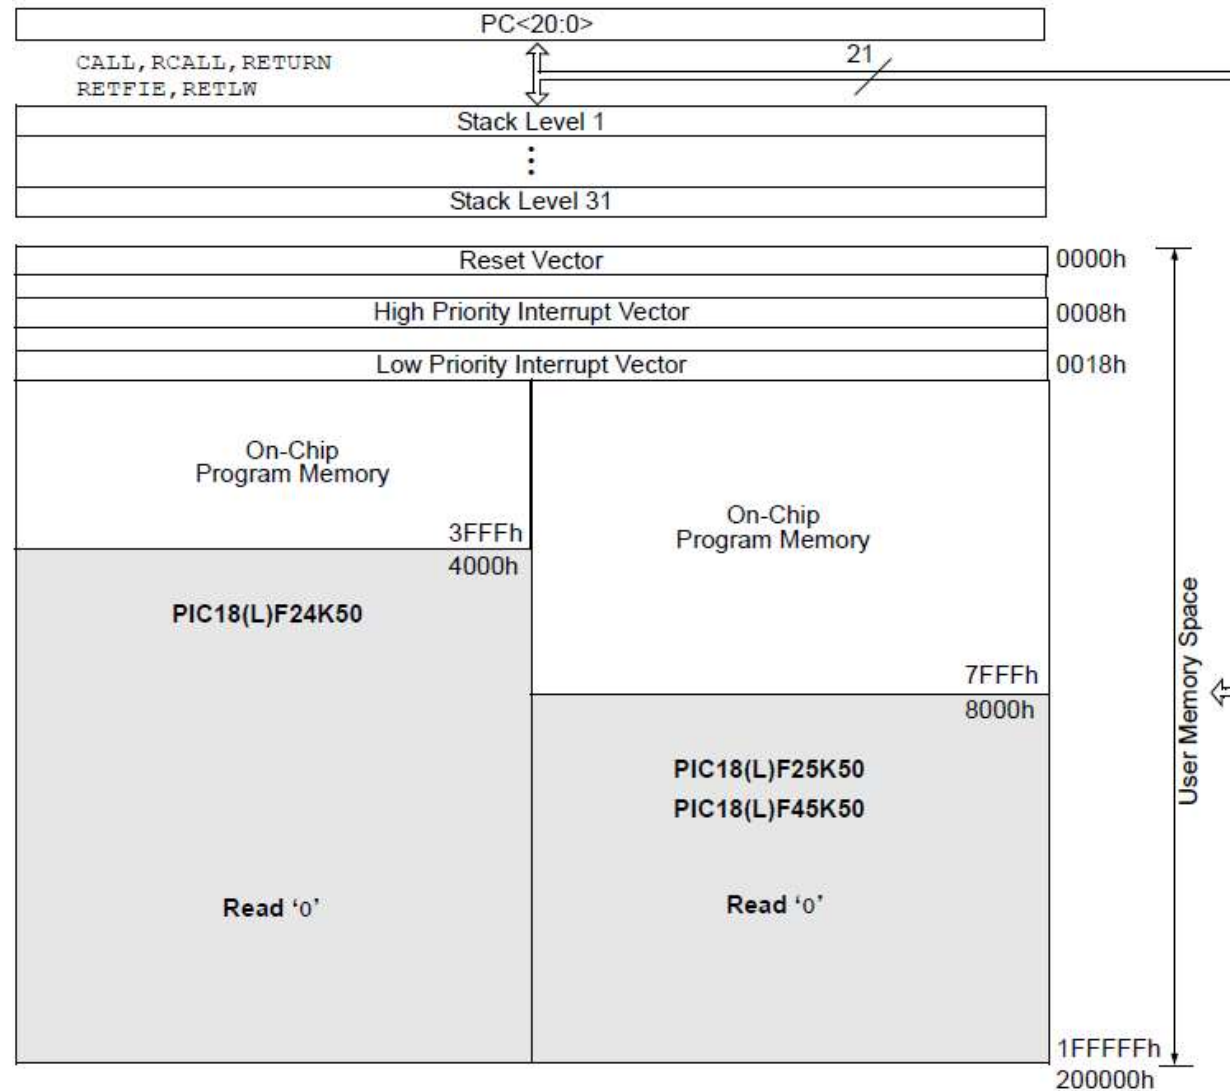 PC<20:0>
CALL,RCALL,RETURN
RETFIE,RETLW
21
Stack Level 1
⋮
Stack Level 31
Reset Vector
0000h
High Priority Interrupt Vector
0008h
Low Priority Interrupt Vector
0018h
On-Chip
Program Memory
3FFFh
4000h
PIC18(L)F24K50
Read ‘0’
On-Chip
Program Memory
7FFFh
8000h
PIC18(L)F25K50
PIC18(L)F45K50
Read ‘0’
User Memory Space
1FFFFFh
200000h